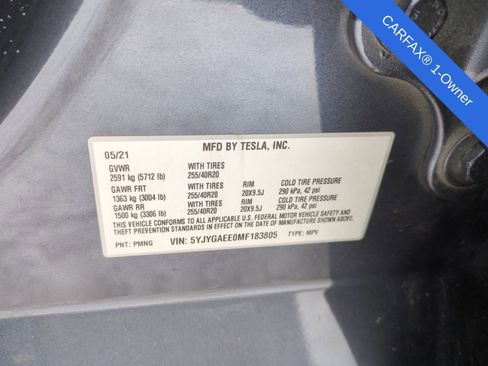 CARFAX® 1-Owner
MFD BY TESLA, INC.
05/21
GVWR WITH TIRES
2591 kg (5712 lb) 255/40R20
GAWR FRT WITH TIRES RIM COLD TIRE PRESSURE
1363 kg (3004 lb) 255/40R20 20X9.5J 290 kPa, 42 psi
GAWR RR WITH TIRES RIM COLD TIRE PRESSURE
1500 kg (3306 lb) 255/40R20 20X9.5J 290 kPa, 42 psi
THIS VEHICLE CONFORMS TO ALL APPLICABLE U.S. FEDERAL MOTOR VEHICLE SAFETY AND
THEFT PREVENTION STANDARDS IN EFFECT ON THE DATE OF MANUFACTURE SHOWN ABOVE.
PNT: PMNG VIN: 5YJYGAEE0MF183805 TYPE: MPV